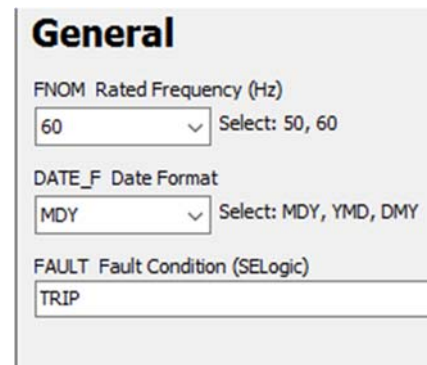 General
FNOM Rated Frequency (Hz)
60 Select: 50, 60
DATE_F Date Format
MDY Select: MDY, YMD, DMY
FAULT Fault Condition (SELogic)
TRIP